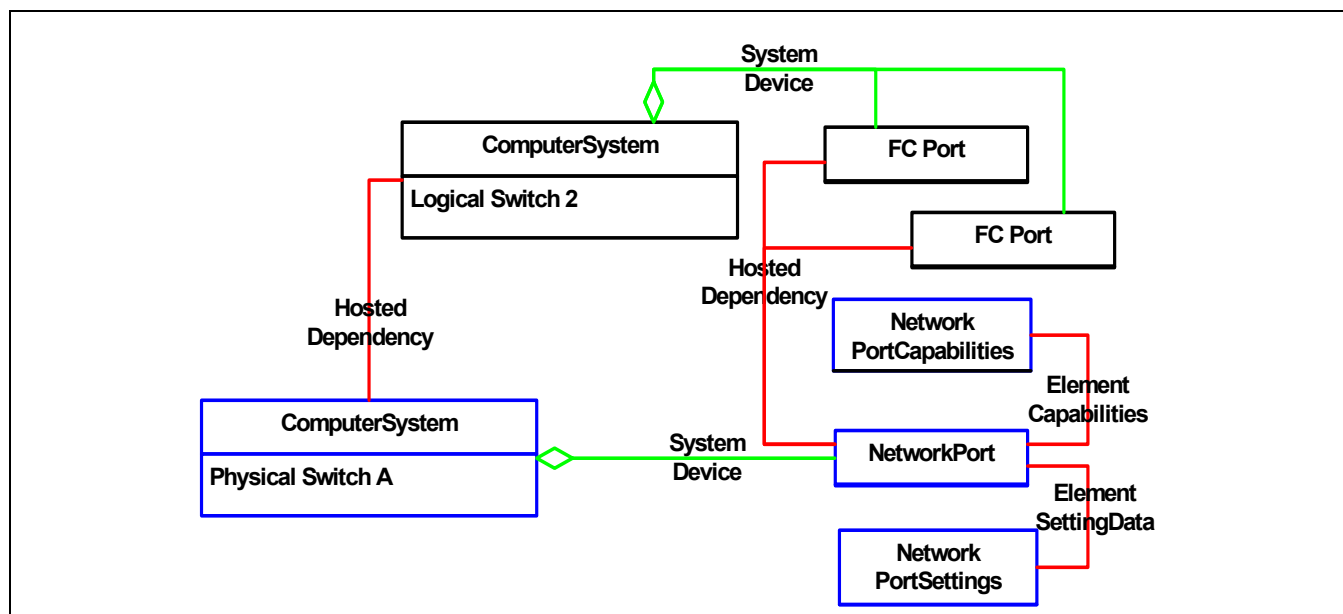 System
Device
ComputerSystem
Logical Switch 2
FC Port
FC Port
Hosted
Dependency
Hosted
Dependency
Network
PortCapabilities
Element
Capabilities
ComputerSystem
Physical Switch A
System
Device
NetworkPort
Element
SettingData
Network
PortSettings